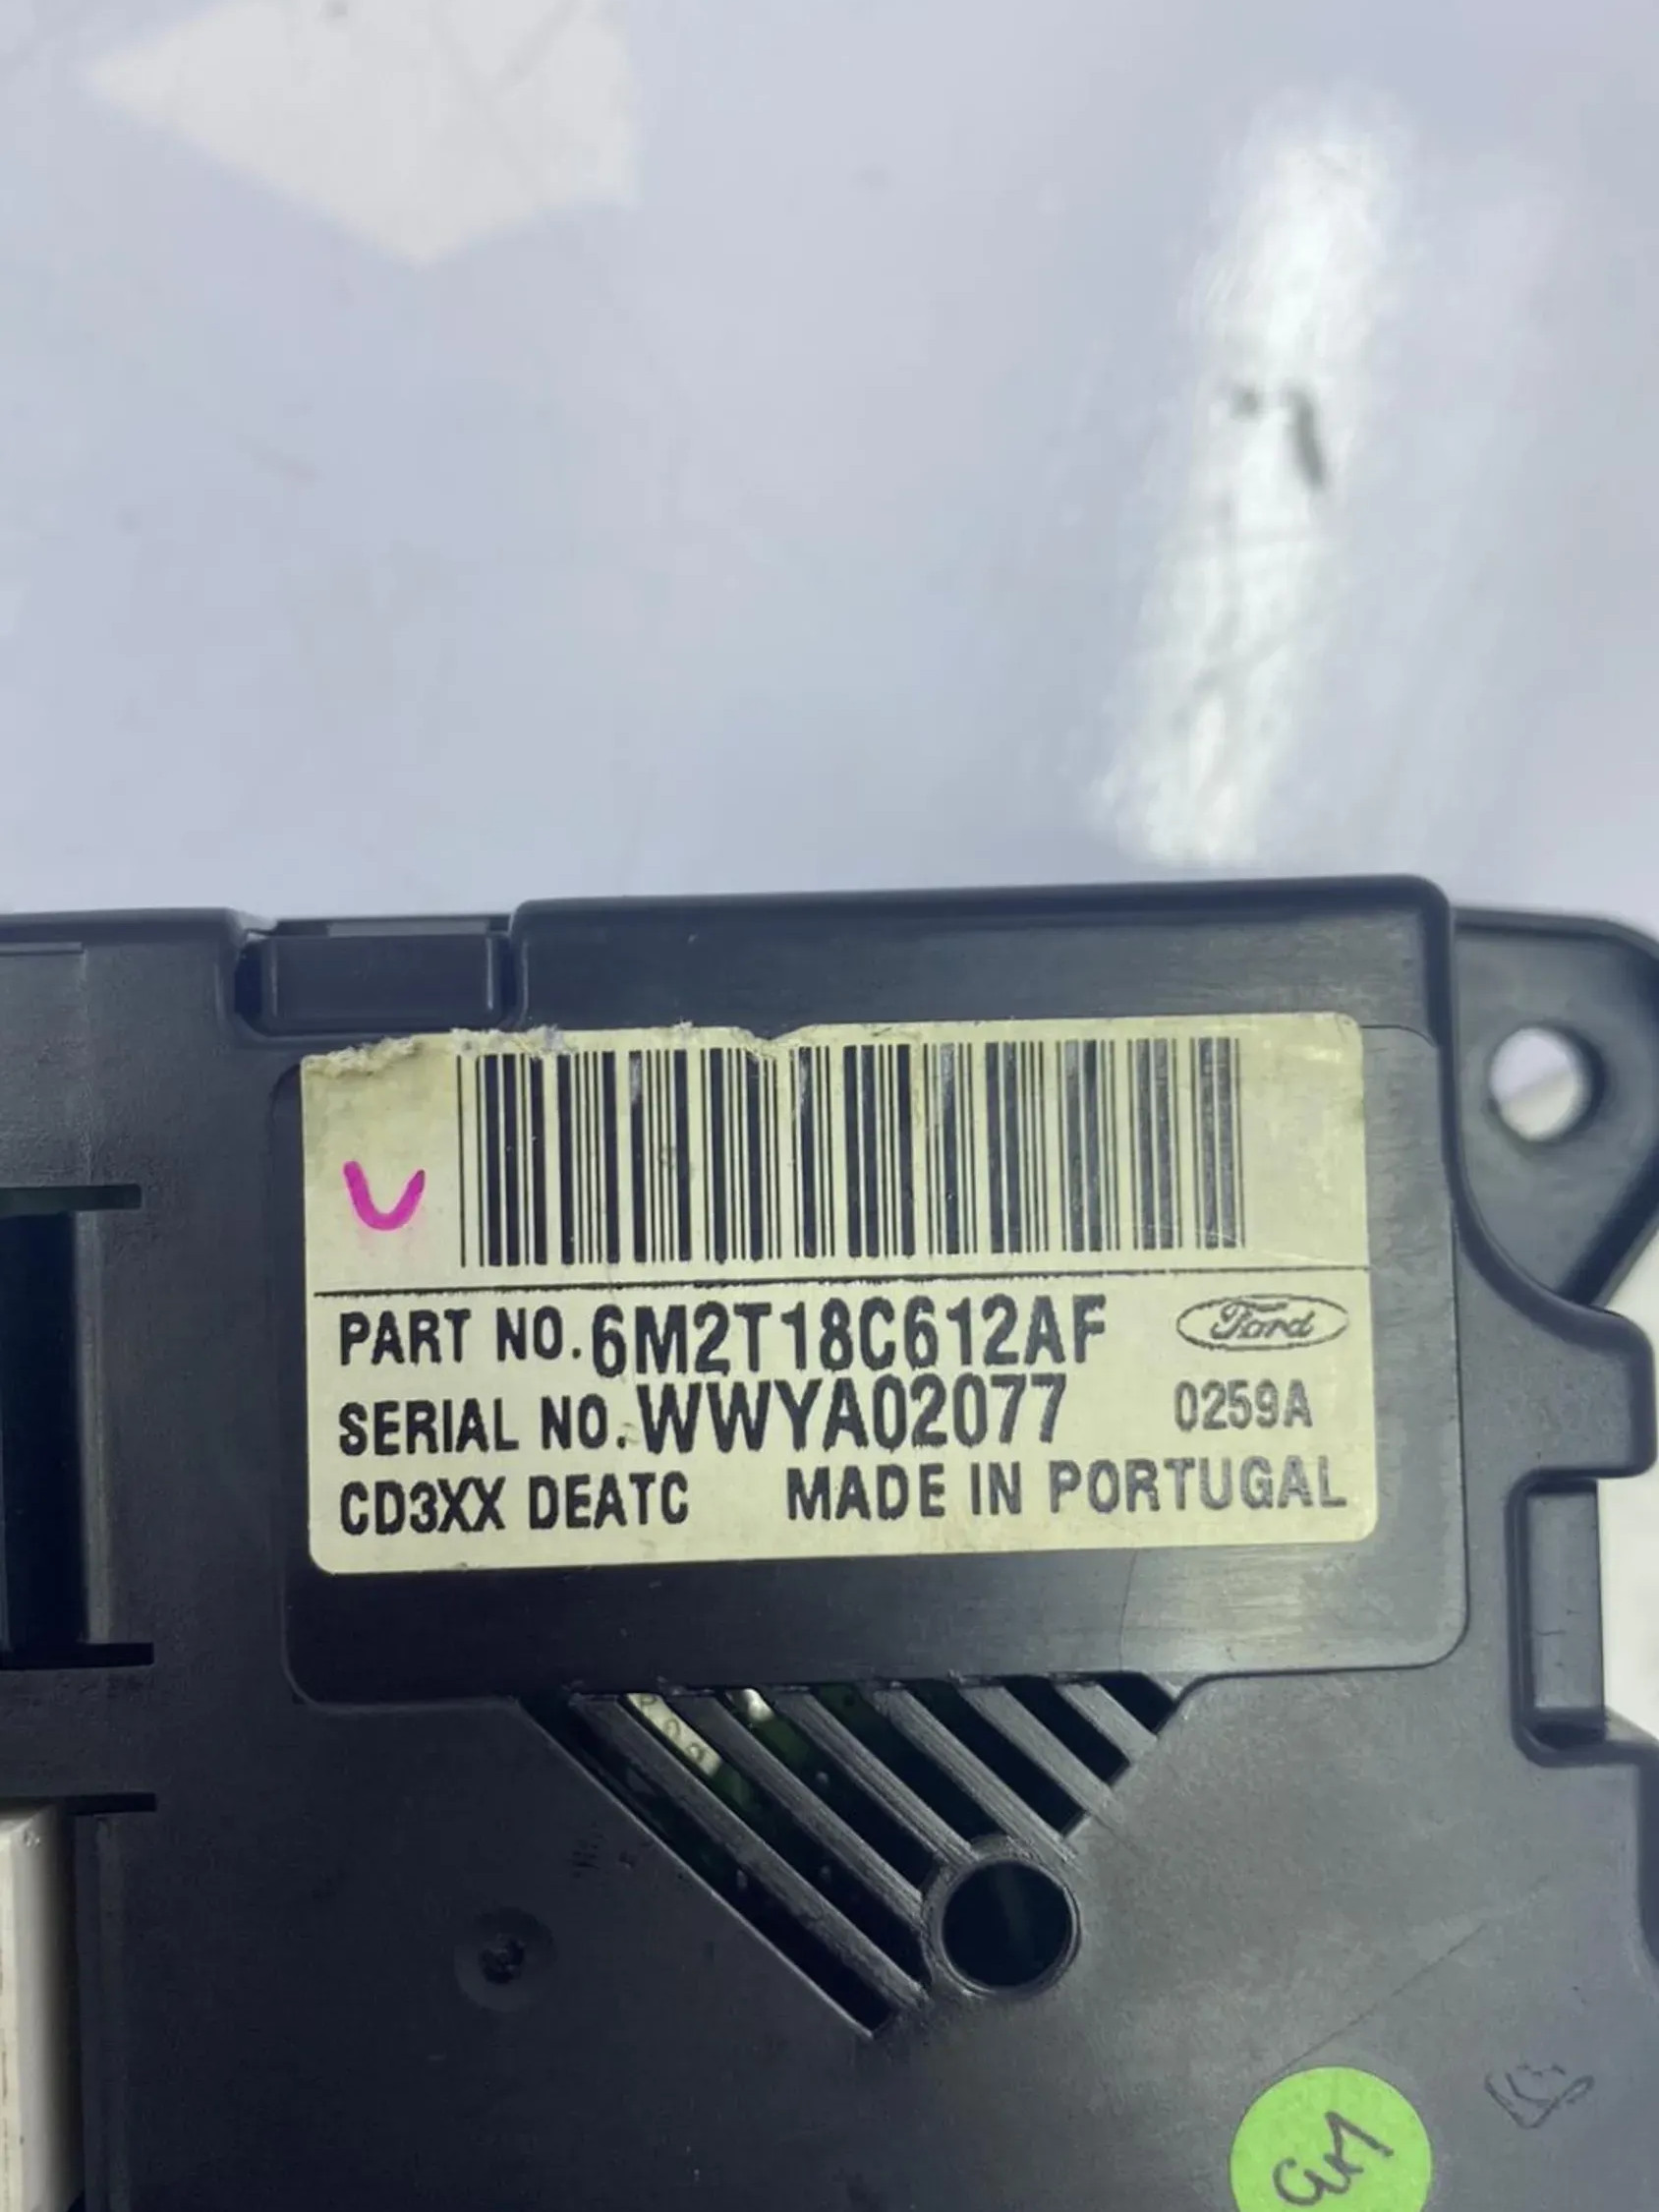 PART NO. 6M2T18C612AF Ford
SERIAL NO. WWYA02077 0259A
CD3XX DEATC MADE IN PORTUGAL